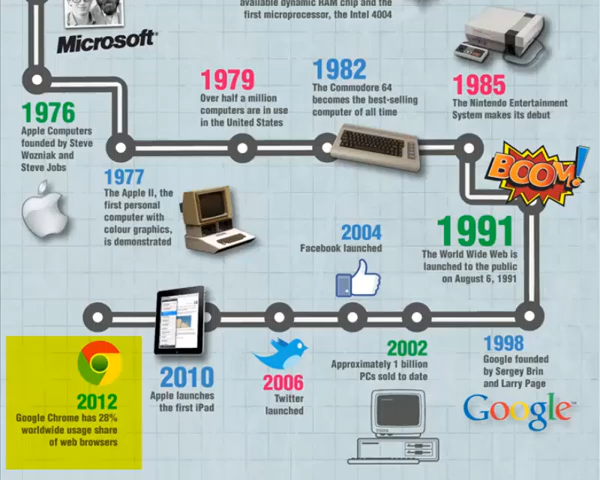 available dynamic RAM chip and the
first microprocessor, the Intel 4004
Microsoft®
1976
Apple Computers
founded by Steve
Wozniak and
Steve Jobs
1979
Over half a million
computers are in use
in the United States
1982
The Commodore 64
becomes the best-selling
computer of all time
1985
The Nintendo Entertainment
System makes its debut
1977
The Apple II, the
first personal
computer with
colour graphics,
is demonstrated
BOOM!
1991
The World Wide Web is
launched to the public
on August 6, 1991
2004
Facebook launched
2012
Google Chrome has 28%
worldwide usage share
of web browsers
2010
Apple launches
the first iPad
2006
Twitter
launched
2002
Approximately 1 billion
PCs sold to date
1998
Google founded
by Sergey Brin
and Larry Page
Google™